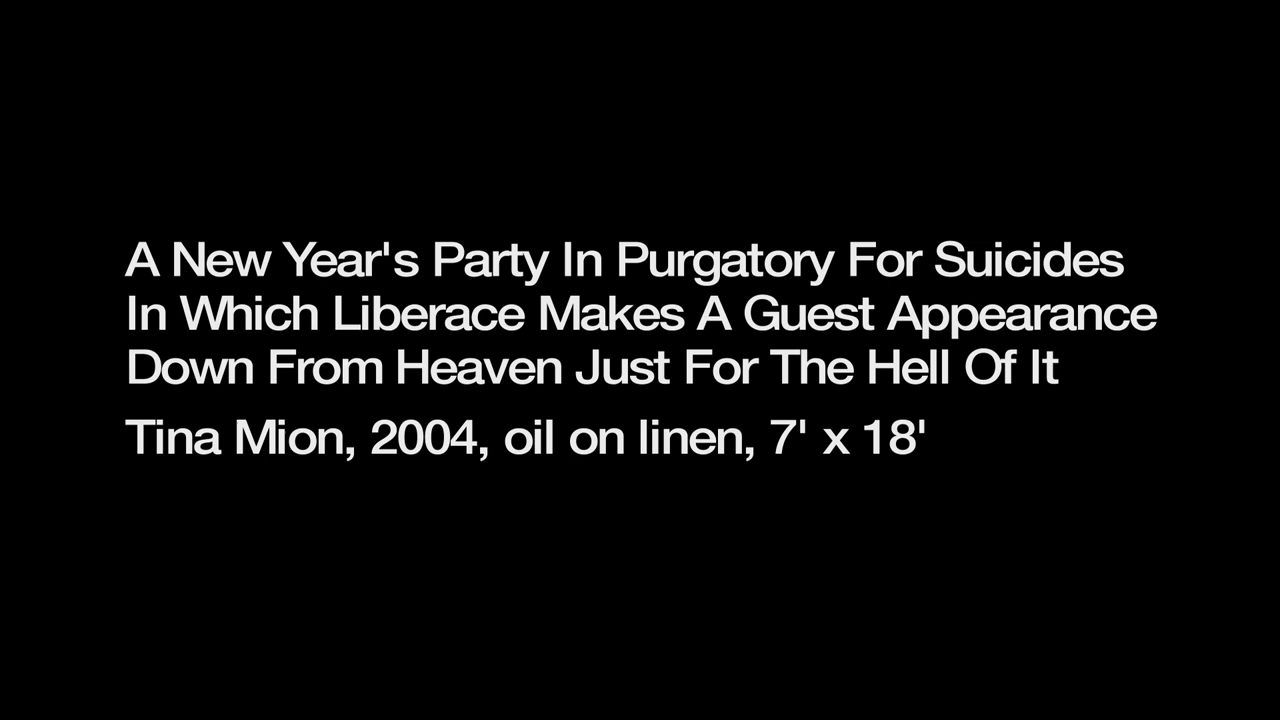 A New Year's Party In Purgatory For Suicides
In Which Liberace Makes A Guest Appearance
Down From Heaven Just For The Hell Of It
Tina Mion, 2004, oil on linen, 7' x 18'